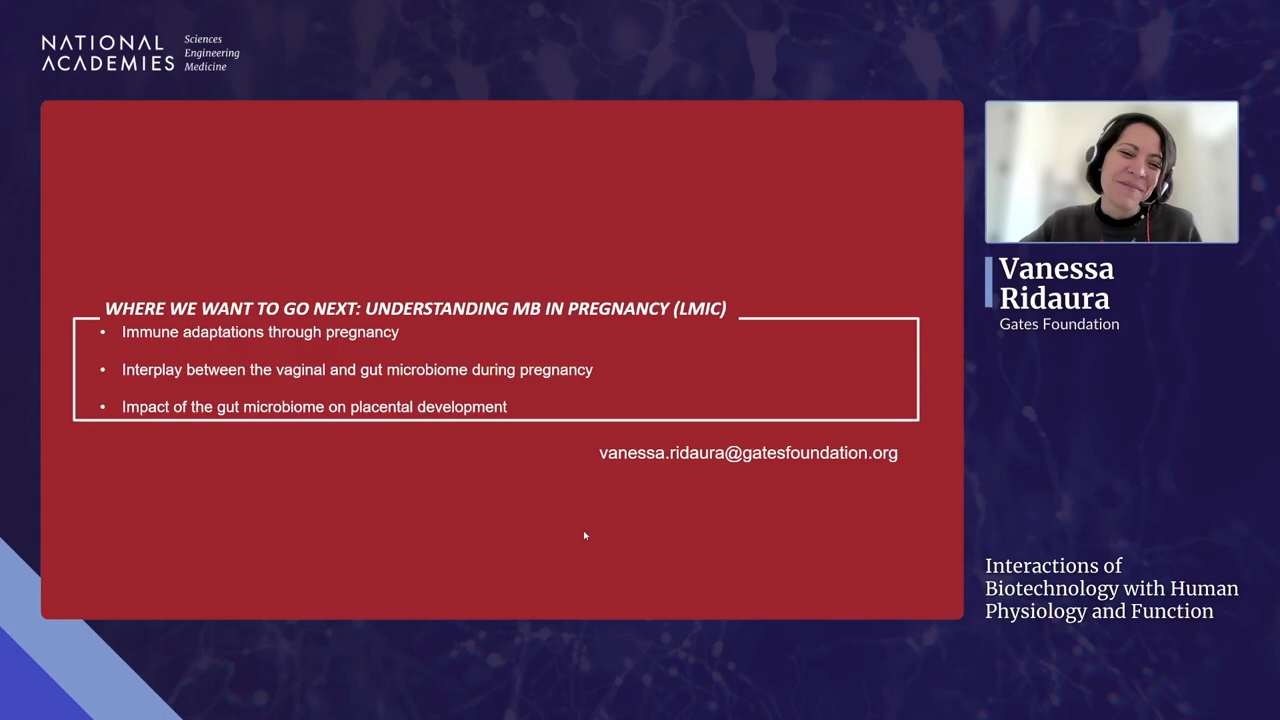 NATIONAL
ACADEMIES
Sciences
Engineering
Medicine
WHERE WE WANT TO GO NEXT: UNDERSTANDING MB IN PREGNANCY (LMIC)
• Immune adaptations through pregnancy
• Interplay between the vaginal and gut microbiome during pregnancy
• Impact of the gut microbiome on placental development
vanessa.ridaura@gatesfoundation.org
Vanessa
Ridaura
Gates Foundation
Interactions of
Biotechnology with Human
Physiology and Function